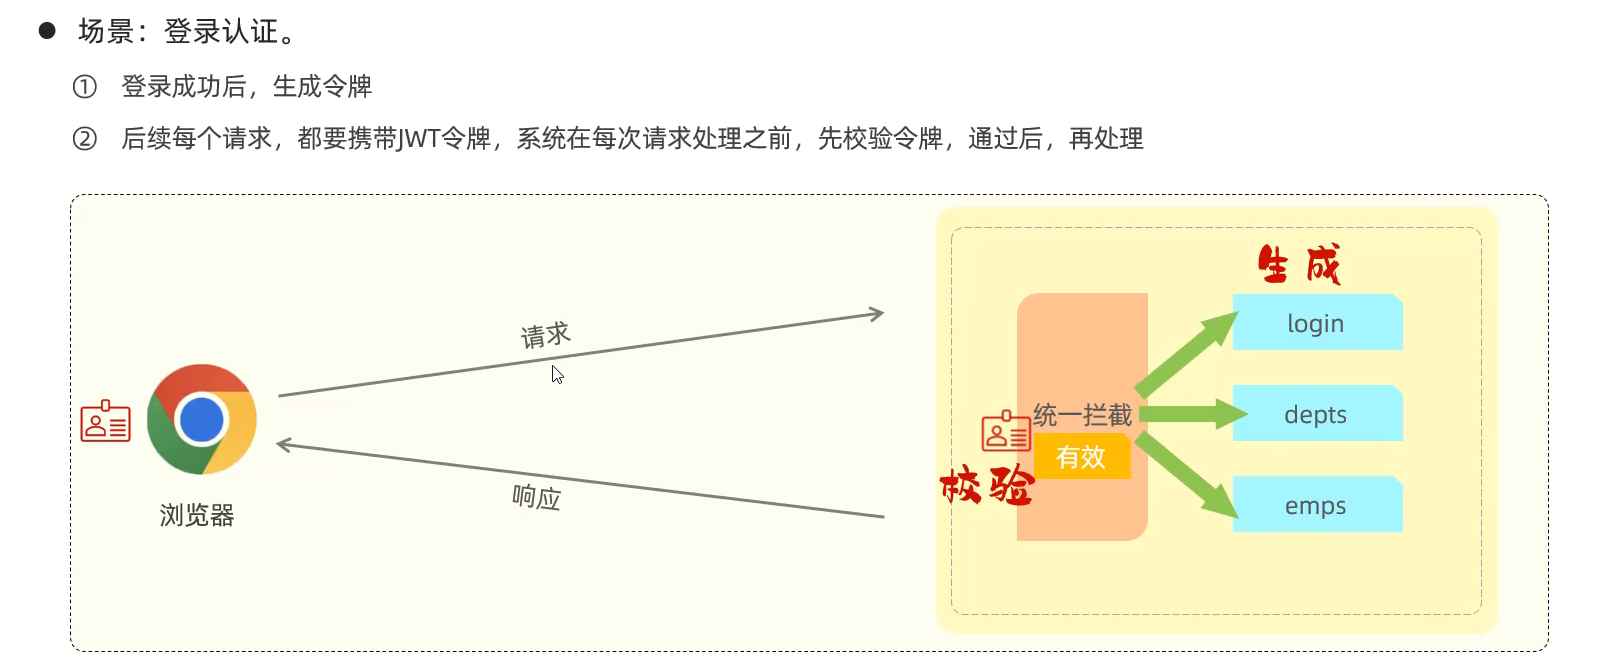 ● 场景：登录认证。
① 登录成功后，生成令牌
② 后续每个请求，都要携带JWT令牌，系统在每次请求处理之前，先校验令牌，通过后，再处理
生成
login
请求
统一拦截
depts
有效
校验
响应
emps
浏览器